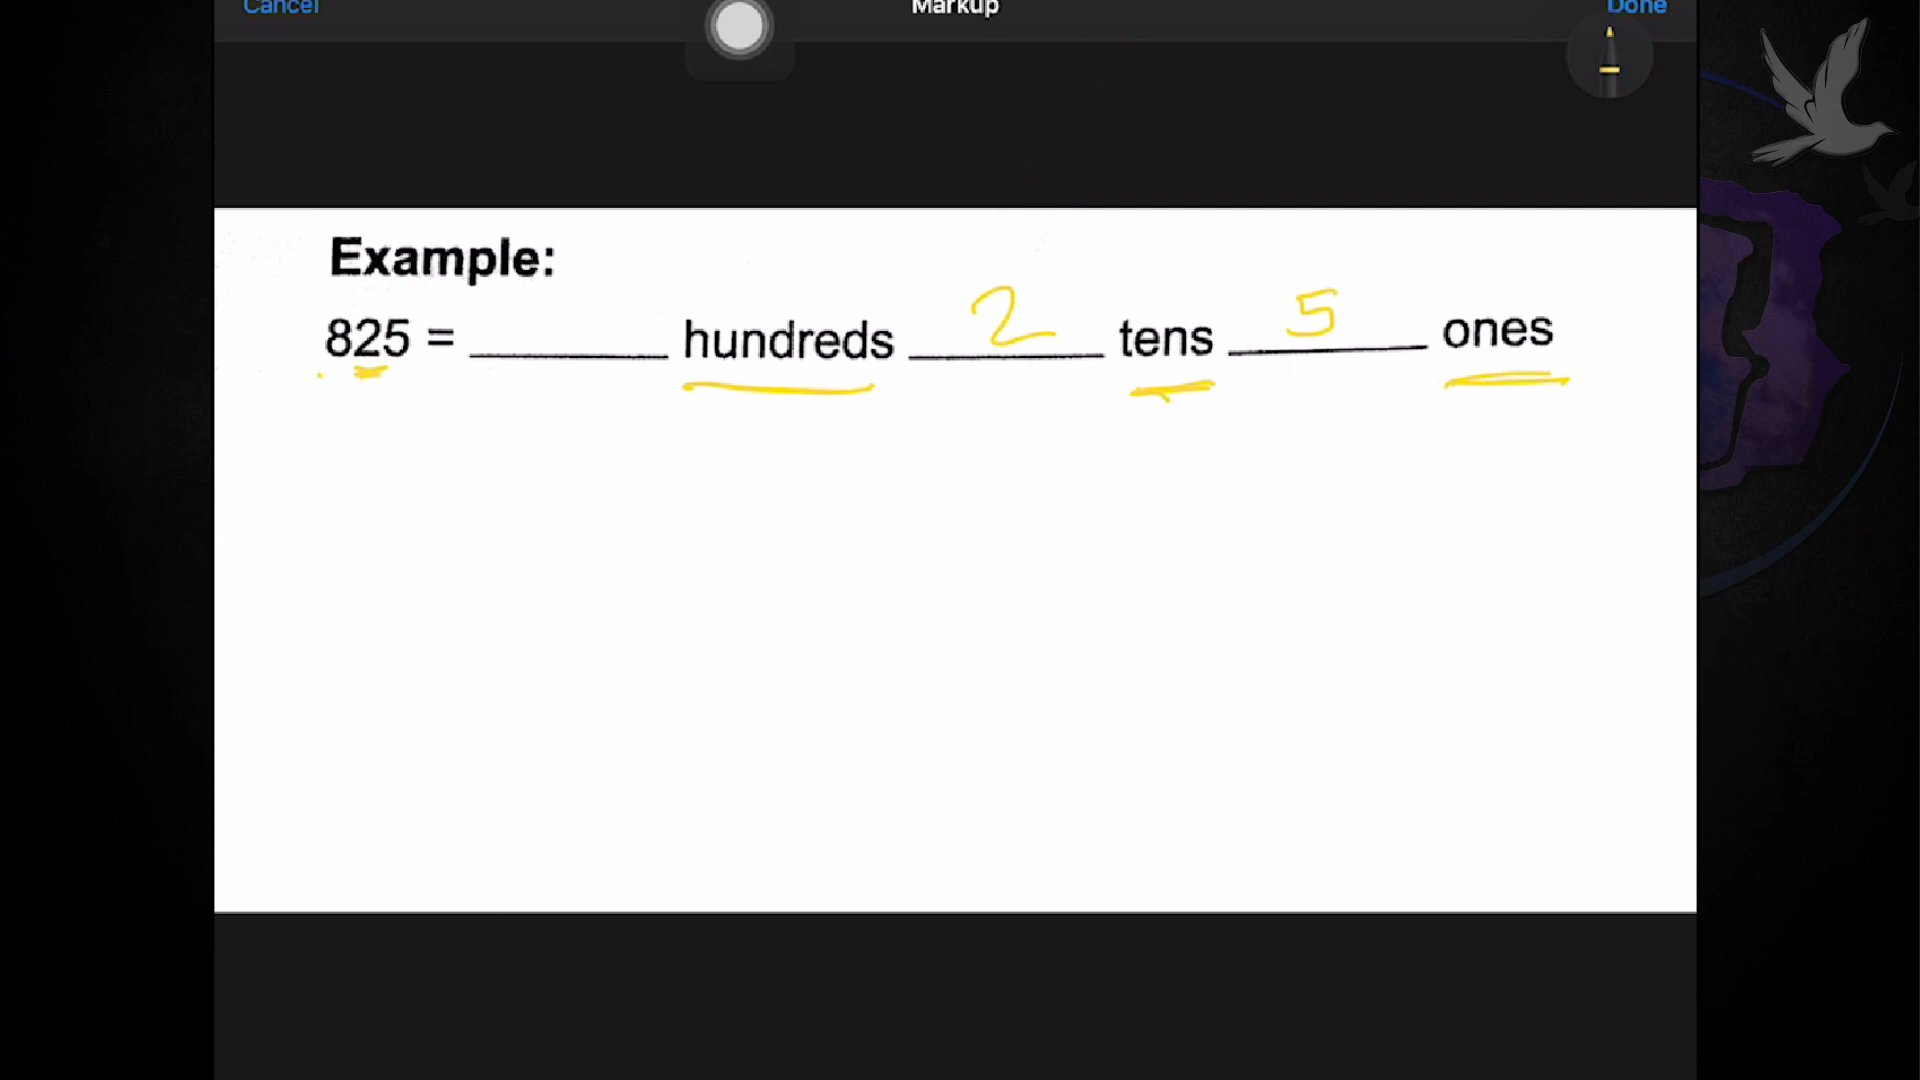 Cancel Markup Done
Example:
825 = ________ hundreds 2 tens 5 ones